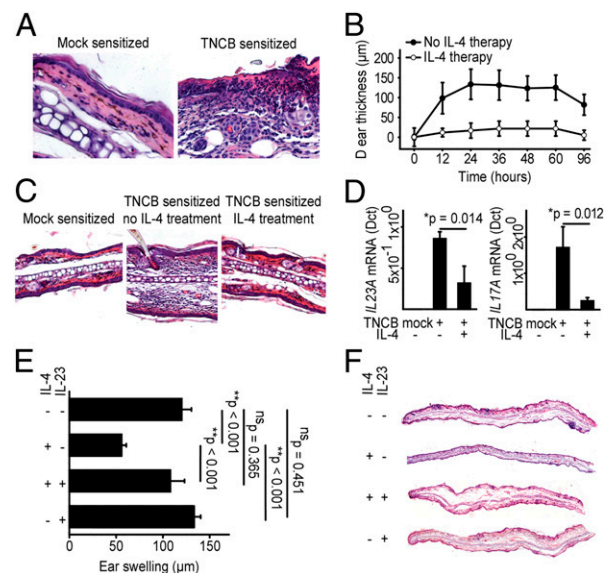 A
Mock sensitized
TNCB sensitized
B
No IL-4 therapy
IL-4 therapy
D ear thickness (µm)
200
150
100
50
0
0 12 24 36 48 60 96
Time (hours)
C
Mock sensitized
TNCB sensitized
no IL-4 treatment
TNCB sensitized
IL-4 treatment
D
IL23A mRNA (Dct)
5x10⁻¹ 1x10⁰
*p = 0.014
TNCB mock + +
IL-4 - +
IL17A mRNA (Dct)
1x10⁰ 2x10⁰
*p = 0.012
mock + +
- +
E
IL-4
IL-23
- -
+ -
+ +
- +
0 50 100 150
Ear swelling (µm)
**p < 0.001
**p < 0.001
ns
p = 0.365
**p < 0.001
ns
p = 0.451
F
IL-4
IL-23
- -
+ -
+ +
- +